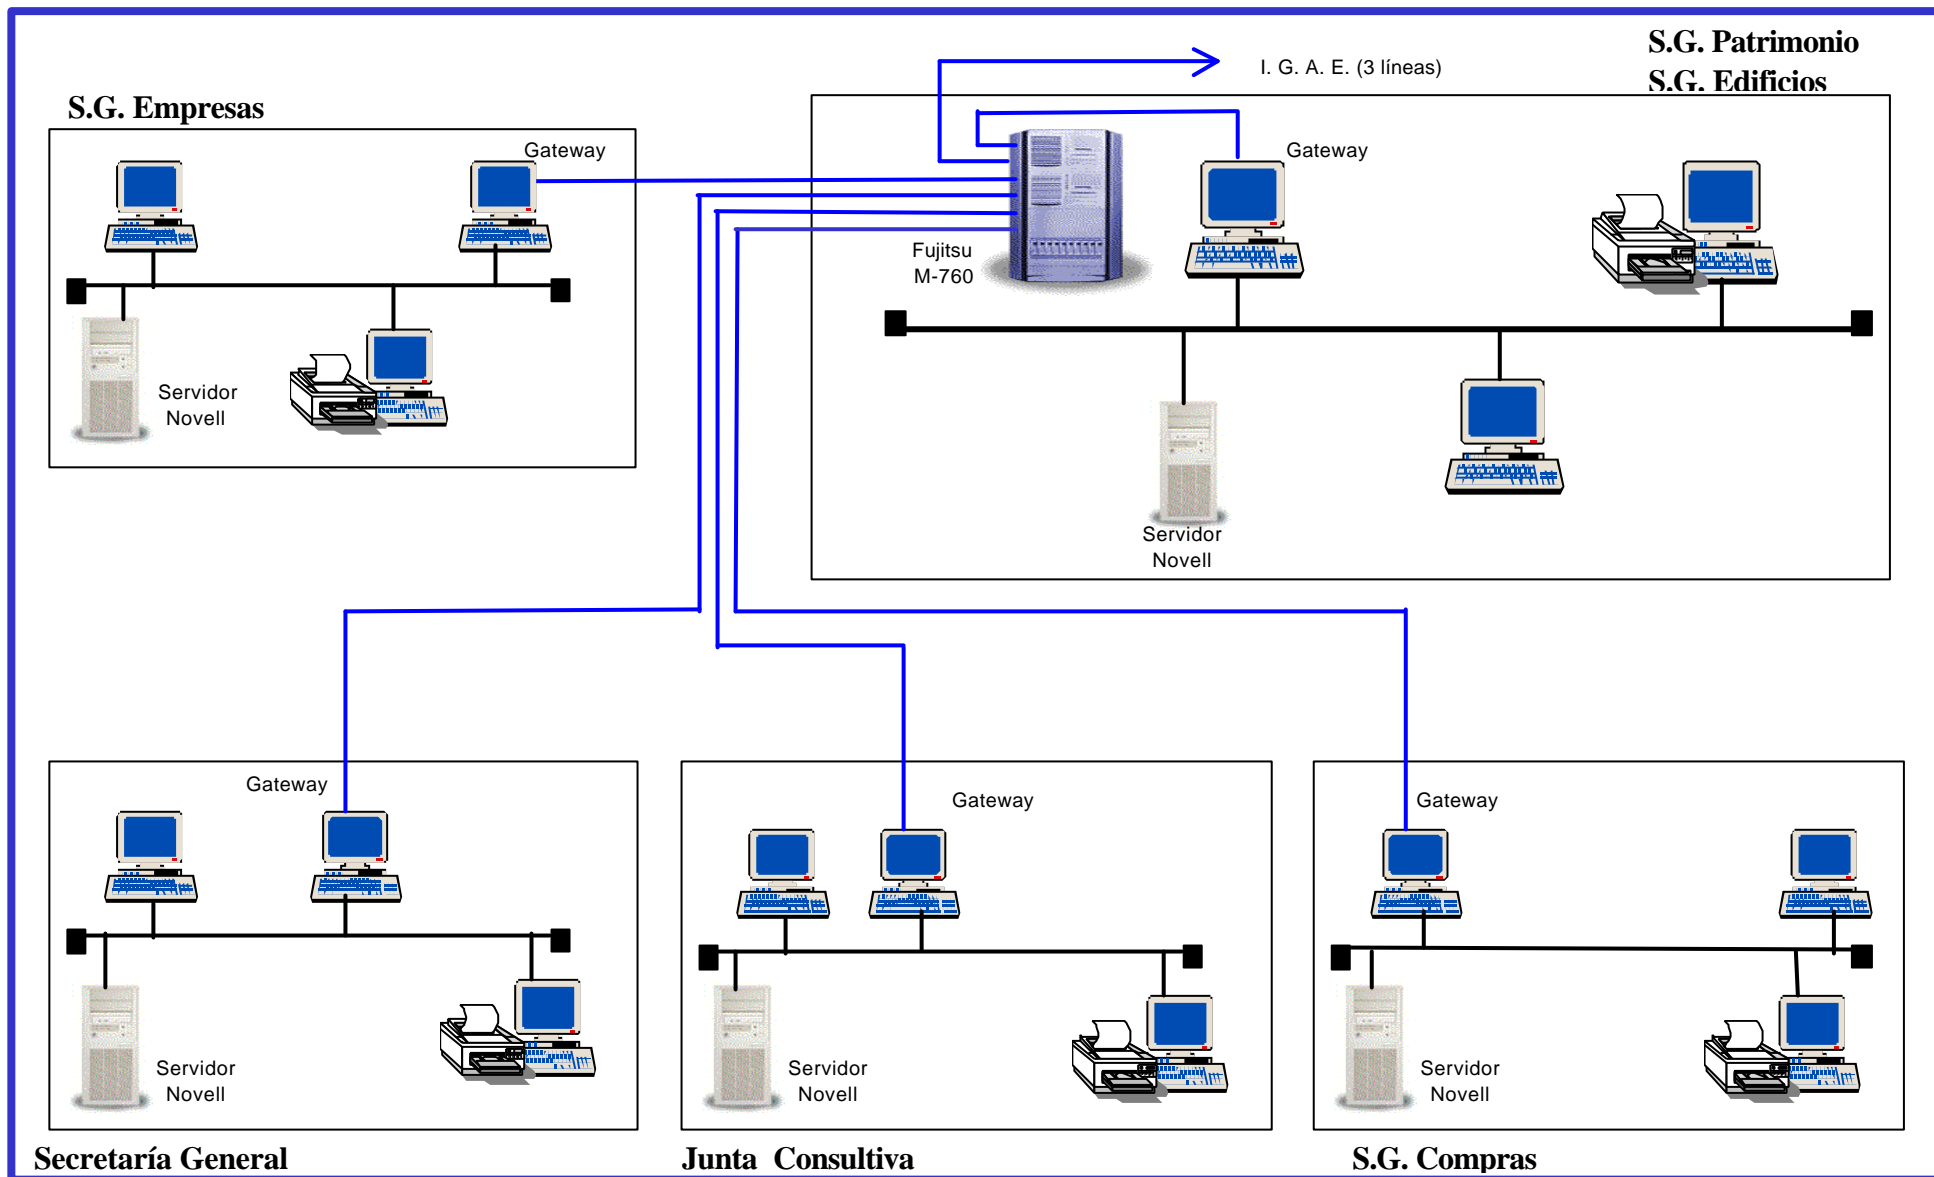 S.G. Patrimonio
S.G. Edificios
I. G. A. E. (3 líneas)
S.G. Empresas
Gateway
Servidor
Novell
Gateway
Fujitsu
M-760
Servidor
Novell
Gateway
Servidor
Novell
Secretaría General
Gateway
Servidor
Novell
Junta Consultiva
Gateway
Servidor
Novell
S.G. Compras